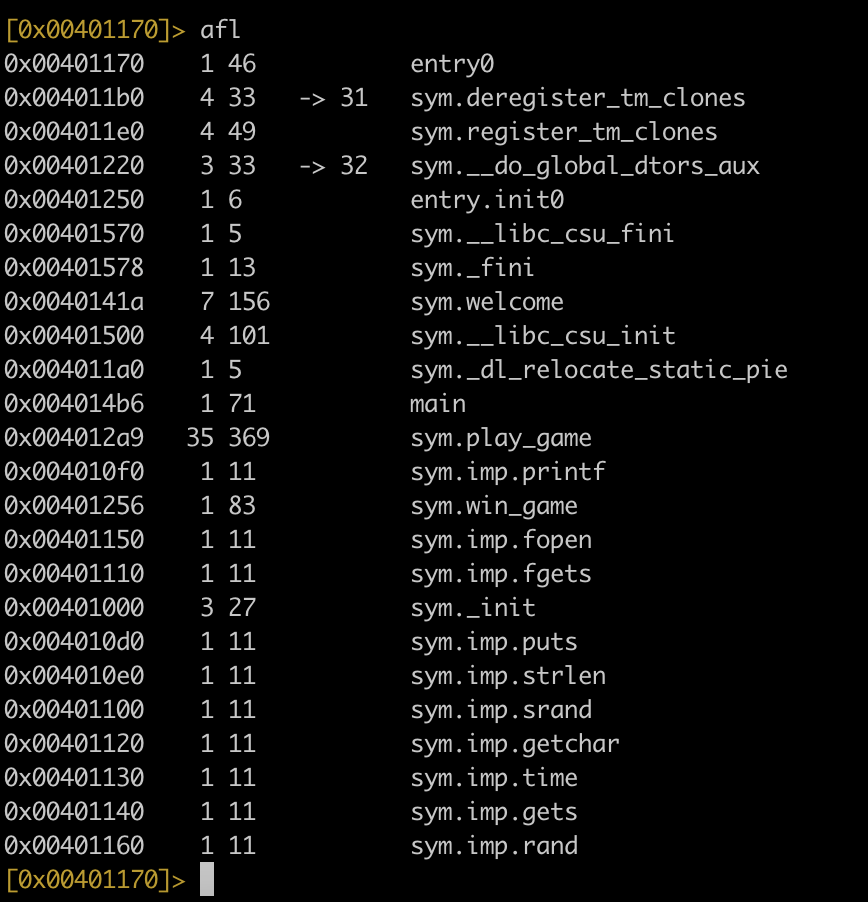 [0x00401170]> afl
0x00401170    1 46           entry0
0x004011b0    4 33   -> 31   sym.deregister_tm_clones
0x004011e0    4 49           sym.register_tm_clones
0x00401220    3 33   -> 32   sym.__do_global_dtors_aux
0x00401250    1 6            entry.init0
0x00401570    1 5            sym.__libc_csu_fini
0x00401578    1 13           sym._fini
0x0040141a    7 156          sym.welcome
0x00401500    4 101          sym.__libc_csu_init
0x004011a0    1 5            sym._dl_relocate_static_pie
0x004014b6    1 71           main
0x004012a9   35 369          sym.play_game
0x004010f0    1 11           sym.imp.printf
0x00401256    1 83           sym.win_game
0x00401150    1 11           sym.imp.fopen
0x00401110    1 11           sym.imp.fgets
0x00401000    3 27           sym._init
0x004010d0    1 11           sym.imp.puts
0x004010e0    1 11           sym.imp.strlen
0x00401100    1 11           sym.imp.srand
0x00401120    1 11           sym.imp.getchar
0x00401130    1 11           sym.imp.time
0x00401140    1 11           sym.imp.gets
0x00401160    1 11           sym.imp.rand
[0x00401170]>